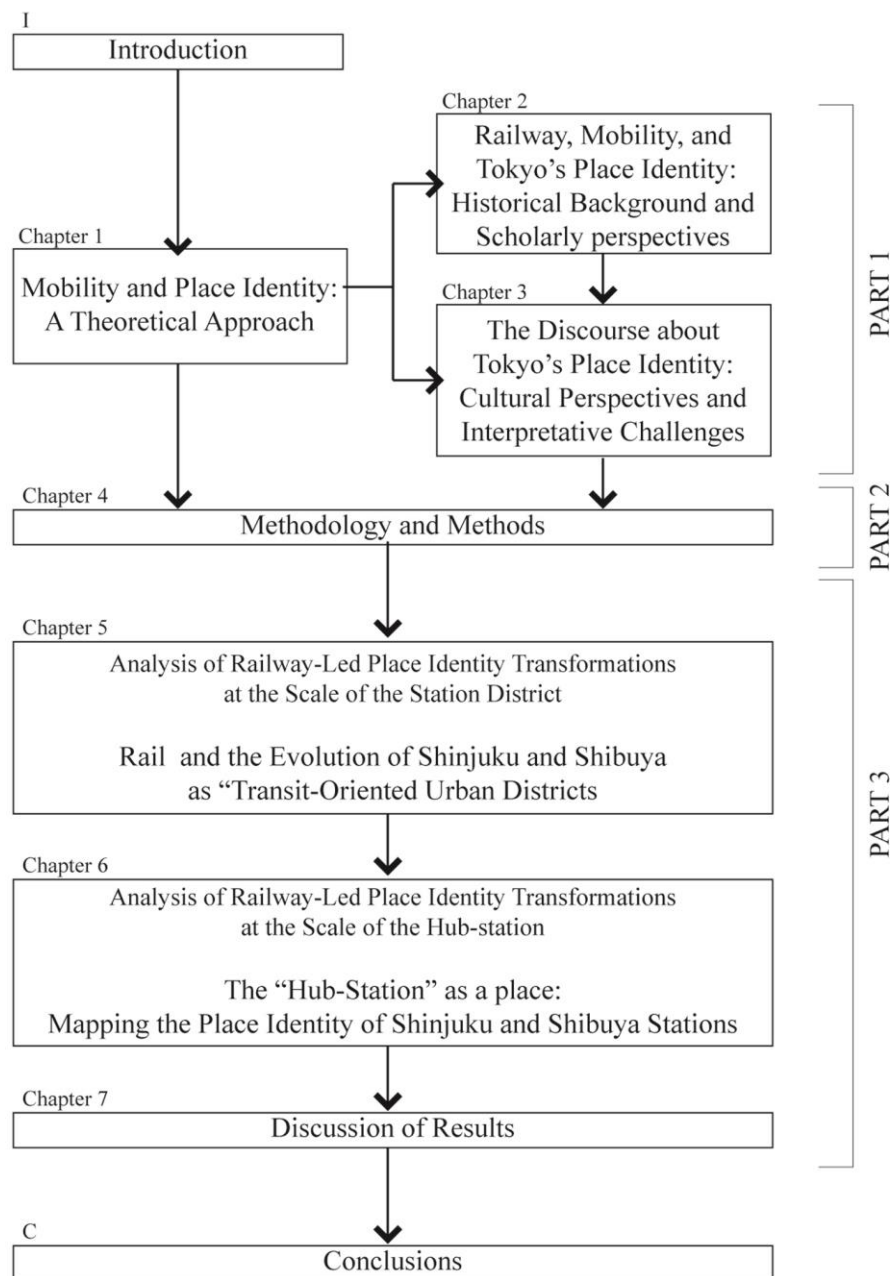 I
Introduction
Chapter 1
Mobility and Place Identity:
A Theoretical Approach
Chapter 2
Railway, Mobility, and
Tokyo’s Place Identity:
Historical Background and
Scholarly perspectives
Chapter 3
The Discourse about
Tokyo’s Place Identity:
Cultural Perspectives and
Interpretative Challenges
PART 1
Chapter 4
Methodology and Methods
PART 2
Chapter 5
Analysis of Railway-Led Place Identity Transformations
at the Scale of the Station District
Rail and the Evolution of Shinjuku and Shibuya
as “Transit-Oriented Urban Districts
Chapter 6
Analysis of Railway-Led Place Identity Transformations
at the Scale of the Hub-station
The “Hub-Station” as a place:
Mapping the Place Identity of Shinjuku and Shibuya Stations
Chapter 7
Discussion of Results
PART 3
C
Conclusions